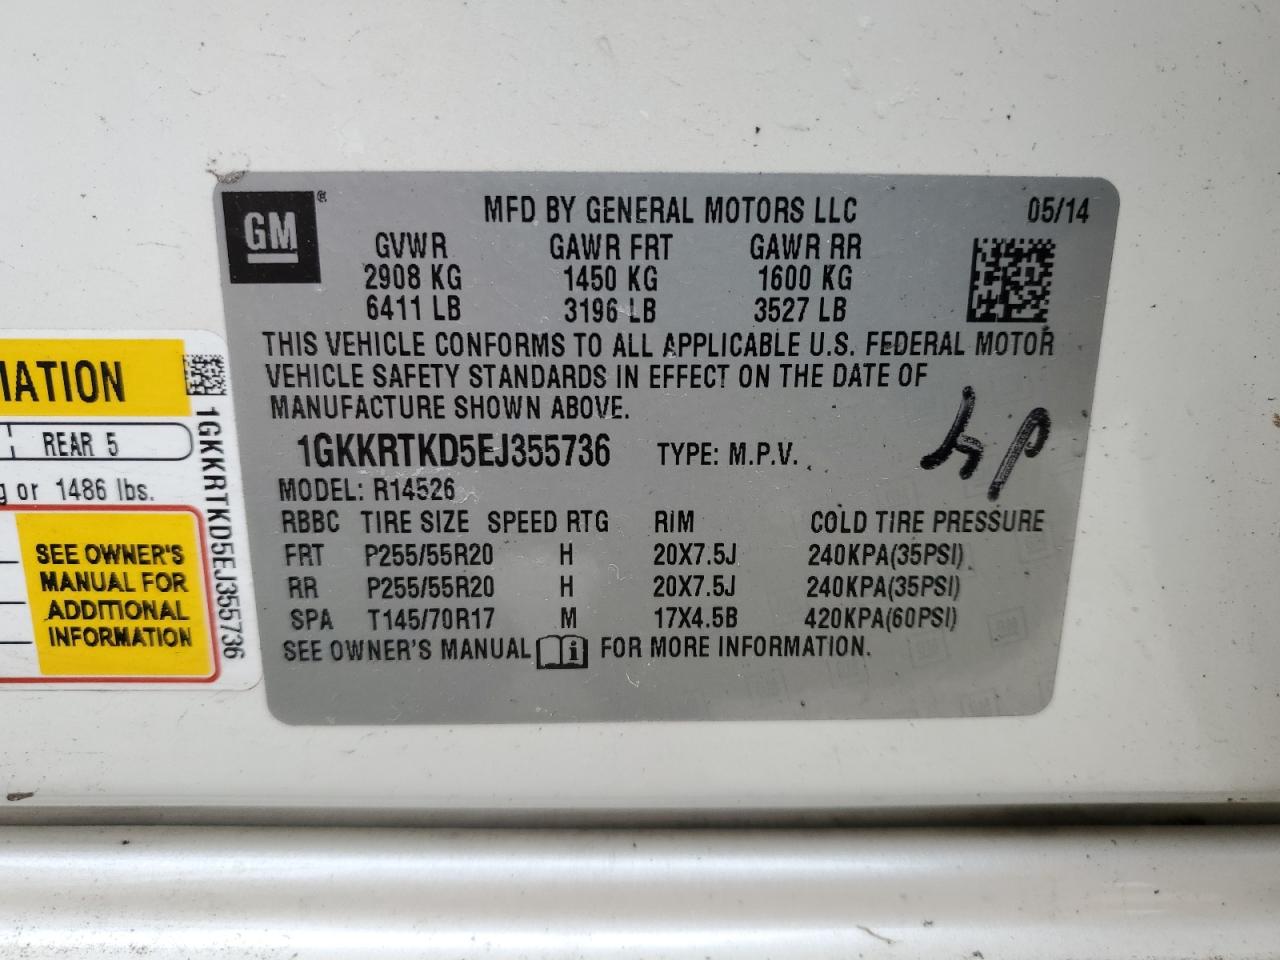 GM®
MFD BY GENERAL MOTORS LLC 05/14
GVWR GAWR FRT GAWR RR
2908 KG 1450 KG 1600 KG
6411 LB 3196 LB 3527 LB
THIS VEHICLE CONFORMS TO ALL APPLICABLE U.S. FEDERAL MOTOR
VEHICLE SAFETY STANDARDS IN EFFECT ON THE DATE OF
MANUFACTURE SHOWN ABOVE.
1GKKRTKD5EJ355736 TYPE: M.P.V.
MODEL: R14526
RBBC TIRE SIZE SPEED RTG RIM COLD TIRE PRESSURE
FRT P255/55R20 H 20X7.5J 240KPA(35PSI)
RR P255/55R20 H 20X7.5J 240KPA(35PSI)
SPA T145/70R17 M 17X4.5B 420KPA(60PSI)
SEE OWNER'S MANUAL FOR MORE INFORMATION.
MATION
REAR 5
g or 1486 lbs.
SEE OWNER'S
MANUAL FOR
ADDITIONAL
INFORMATION
1GKKRTKD5EJ355736